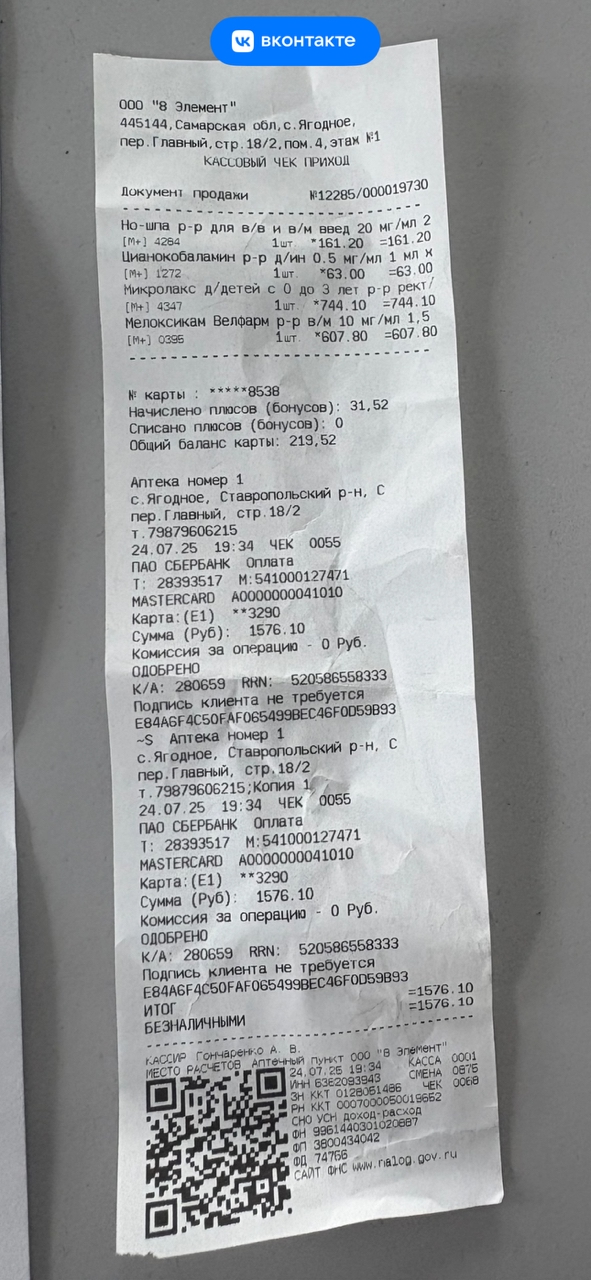 вконтакте
ООО "8 Элемент"
445144,Самарская обл,с.Ягодное,
пер.Главный,стр.18/2,пом.4,этаж №1
КАССОВЫЙ ЧЕК ПРИХОД
Документ продажи №12285/000019730
Но-шпа р-р для в/в и в/м введ 20 мг/мл 2
[М+] 4284 1шт. *161.20 =161.20
Цианокобаламин р-р д/ин 0.5 мг/мл 1 мл x
[М+] 1272 1шт. *63.00 =63.00
Микролакс д/детей с 0 до 3 лет р-р рект/
[М+] 4347 1шт. *744.10 =744.10
Мелоксикам Велфарм р-р в/м 10 мг/мл 1,5
[М+] 0395 1шт. *607.80 =607.80
№ карты : *****8538
Начислено плюсов (бонусов): 31,52
Списано плюсов (бонусов): 0
Общий баланс карты: 219,52
Аптека номер 1
с.Ягодное, Ставропольский р-н, С
пер.Главный, стр.18/2
т.79879606215
24.07.25 19:34 ЧЕК 0055
ПАО СБЕРБАНК Оплата
Т: 28393517 М:541000127471
MASTERCARD A0000000041010
Карта:(E1) **3290
Сумма (Руб): 1576.10
Комиссия за операцию - 0 Руб.
ОДОБРЕНО
К/А: 280659 RRN: 520586558333
Подпись клиента не требуется
E84A6F4C50FAF065499BEC46F0D59B93
~S Аптека номер 1
с.Ягодное, Ставропольский р-н, С
пер.Главный, стр.18/2
т.79879606215;Копия 1
24.07.25 19:34 ЧЕК 0055
ПАО СБЕРБАНК Оплата
Т: 28393517 М:541000127471
MASTERCARD A0000000041010
Карта:(E1) **3290
Сумма (Руб): 1576.10
Комиссия за операцию - 0 Руб.
ОДОБРЕНО
К/А: 280659 RRN: 520586558333
Подпись клиента не требуется
E84A6F4C50FAF065499BEC46F0D59B93
ИТОГ =1576.10
БЕЗНАЛИЧНЫМИ =1576.10
КАССИР Гончаренко А. В.
МЕСТО РАСЧЕТОВ Аптечный пункт ООО "8 Элемент"
24.07.25 19:34 КАССА 0001
ИНН 6382093943 СМЕНА 0875
ЗН ККТ 0128051486 ЧЕК 0068
РН ККТ 0007000050019652
СНО УСН доход-расход
ФН 9961440301020887
ФП 3800434042
ФД 74766
САЙТ ФНС www.nalog.gov.ru